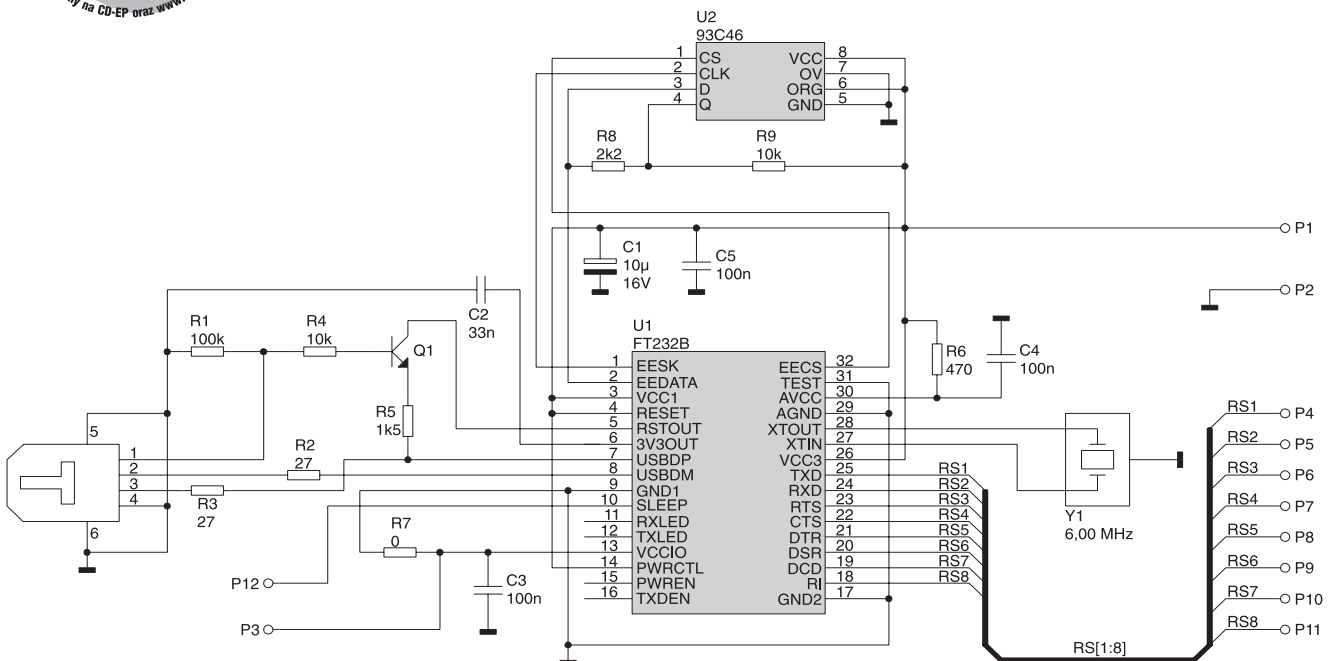 ny na CD-EP oraz www.
U2
93C46
1 CS VCC 8
2 CLK OV 7
3 D ORG 6
4 Q GND 5
R8
2k2
R9
10k
C1
10µ
16V
C5
100n
P1
P2
C2
33n
R1
100k
R4
10k
Q1
R5
1k5
U1
FT232B
1 EESK EECS 32
2 EEDATA TEST 31
3 VCC1 AVCC 30
4 RESET AGND 29
5 RSTOUT XTOUT 28
6 3V3OUT XTIN 27
7 USBDP VCC3 26
8 USBDM TXD 25
9 GND1 RXD 24
10 SLEEP RTS 23
11 RXLED CTS 22
12 TXLED DTR 21
13 VCCIO DSR 20
14 PWRCTL DCD 19
15 PWREN RI 18
16 TXDEN GND2 17
R6
470
C4
100n
5
1
2
3
4
6
R2
27
R3
27
R7
0
C3
100n
P12
P3
Y1
6,00 MHz
RS1
RS2
RS3
RS4
RS5
RS6
RS7
RS8
RS[1:8]
RS1 P4
RS2 P5
RS3 P6
RS4 P7
RS5 P8
RS6 P9
RS7 P10
RS8 P11